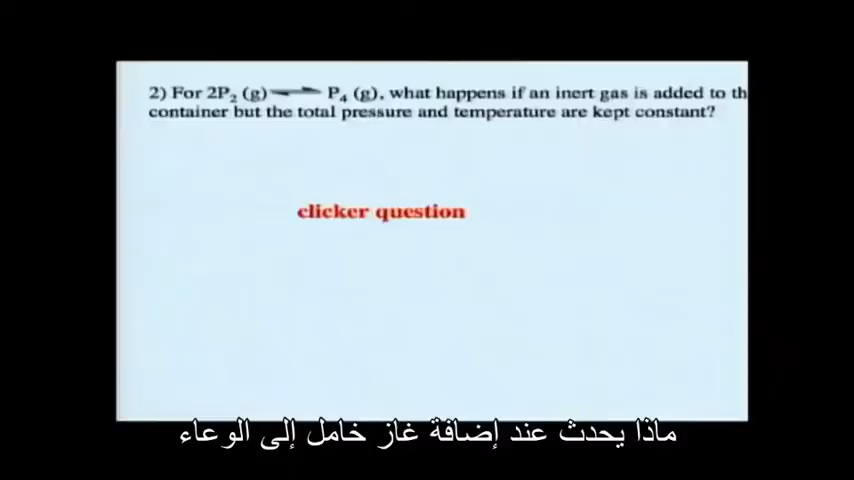 2) For 2P₂ (g) ⇌ P₄ (g), what happens if an inert gas is added to th
container but the total pressure and temperature are kept constant?
clicker question
ماذا يحدث عند إضافة غاز خامل إلى الوعاء